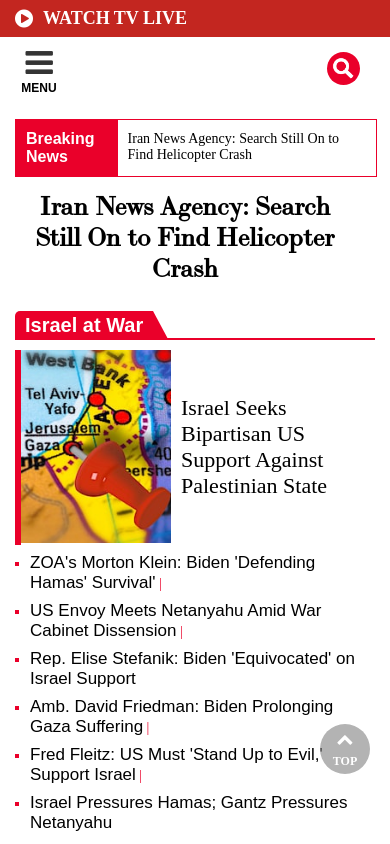 WATCH TV LIVE
MENU
Breaking
News
Iran News Agency: Search Still On to
Find Helicopter Crash
Iran News Agency: Search
Still On to Find Helicopter
Crash
Israel at War
West Bank
Tel Aviv-
Yafo
Jerusalem
Gaza
rip
eershe
40
Israel Seeks
Bipartisan US
Support Against
Palestinian State
ZOA's Morton Klein: Biden 'Defending
Hamas' Survival' |
US Envoy Meets Netanyahu Amid War
Cabinet Dissension |
Rep. Elise Stefanik: Biden 'Equivocated' on
Israel Support
Amb. David Friedman: Biden Prolonging
Gaza Suffering |
Fred Fleitz: US Must 'Stand Up to Evil,'
Support Israel |
TOP
Israel Pressures Hamas; Gantz Pressures
Netanyahu